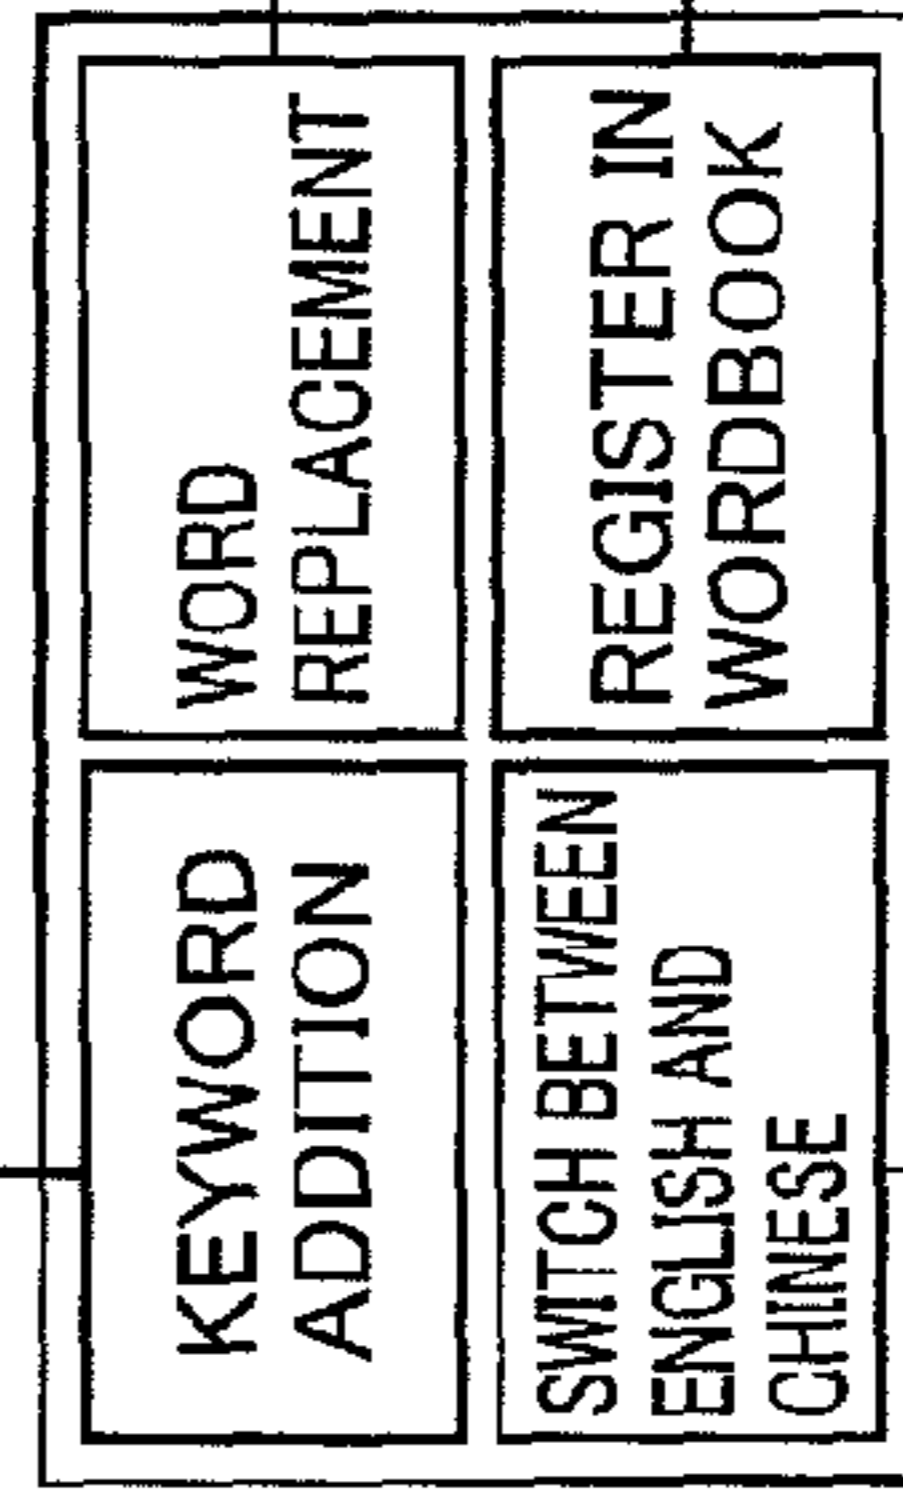 KEYWORD
ADDITION
WORD
REPLACEMENT
SWITCH BETWEEN
ENGLISH AND
CHINESE
REGISTER IN
WORDBOOK